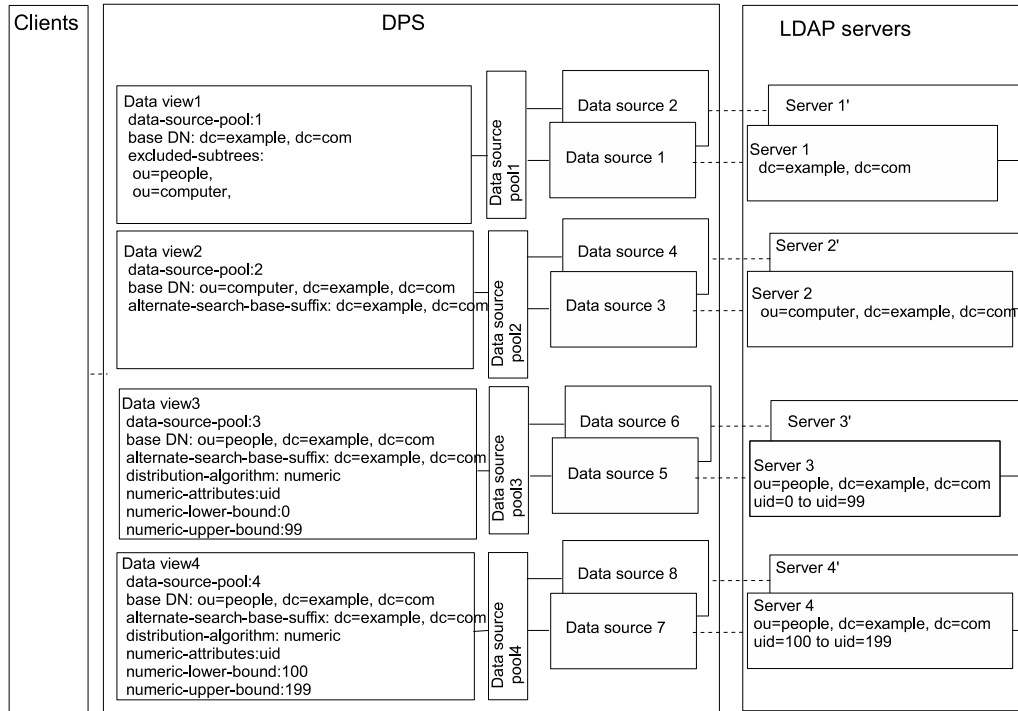 Clients
DPS
LDAP servers
Data view1
data-source-pool:1
base DN: dc=example, dc=com
excluded-subtrees:
ou=people,
ou=computer,
Data source
pool1
Data source 2
Data source 1
Server 1'
Server 1
dc=example, dc=com
Data view2
data-source-pool:2
base DN: ou=computer, dc=example, dc=com
alternate-search-base-suffix: dc=example, dc=com
Data source
pool2
Data source 4
Data source 3
Server 2'
Server 2
ou=computer, dc=example, dc=com
Data view3
data-source-pool:3
base DN: ou=people, dc=example, dc=com
alternate-search-base-suffix: dc=example, dc=com
distribution-algorithm: numeric
numeric-attributes:uid
numeric-lower-bound:0
numeric-upper-bound:99
Data source
pool3
Data source 6
Data source 5
Server 3'
Server 3
ou=people, dc=example, dc=com
uid=0 to uid=99
Data view4
data-source-pool:4
base DN: ou=people, dc=example, dc=com
alternate-search-base-suffix: dc=example, dc=com
distribution-algorithm: numeric
numeric-attributes:uid
numeric-lower-bound:100
numeric-upper-bound:199
Data source
pool4
Data source 8
Data source 7
Server 4'
Server 4
ou=people, dc=example, dc=com
uid=100 to uid=199